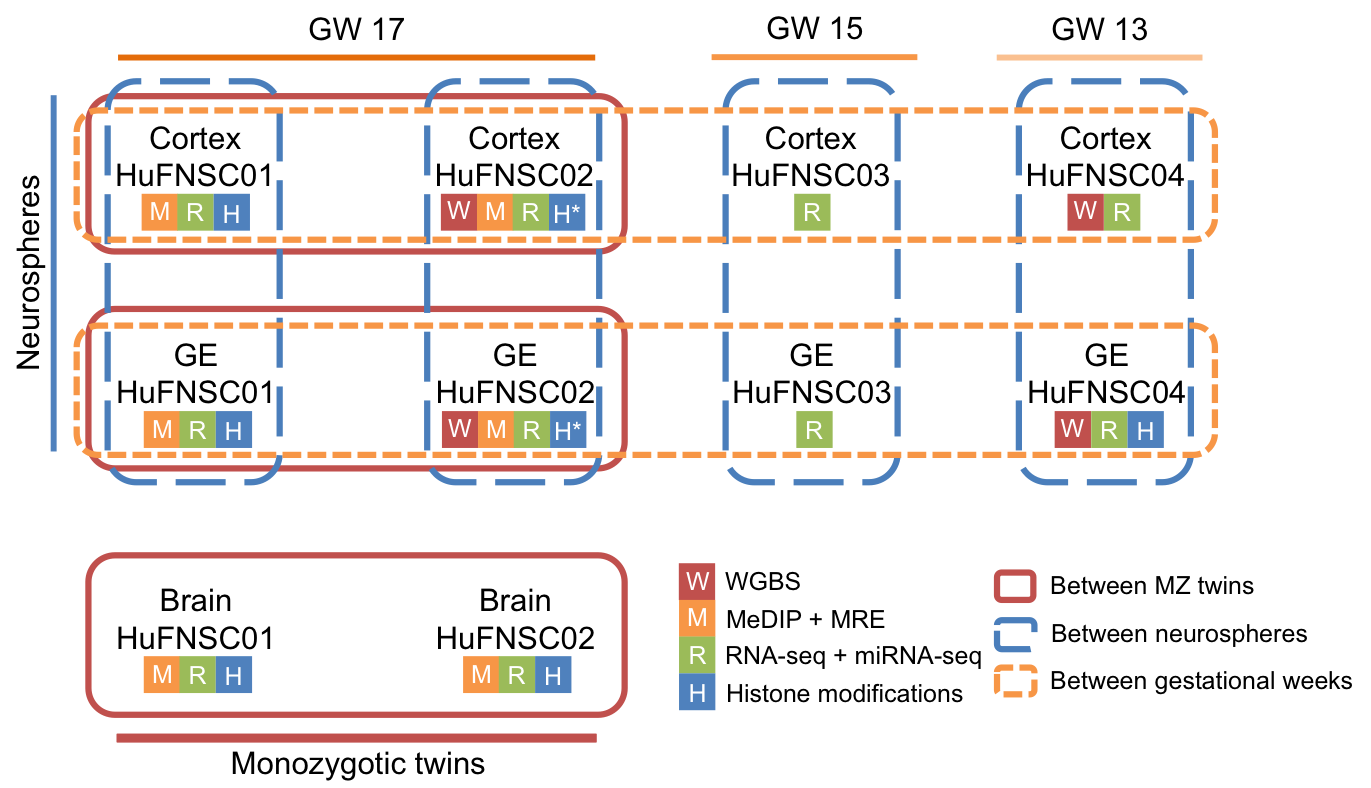 GW 17
GW 15
GW 13
Neurospheres
Cortex
HuFNSC01
M R H
Cortex
HuFNSC02
W M R H*
Cortex
HuFNSC03
R
Cortex
HuFNSC04
W R
GE
HuFNSC01
M R H
GE
HuFNSC02
W M R H*
GE
HuFNSC03
R
GE
HuFNSC04
W R H
Brain
HuFNSC01
M R H
Brain
HuFNSC02
M R H
Monozygotic twins
W WGBS
M MeDIP + MRE
R RNA-seq + miRNA-seq
H Histone modifications
Between MZ twins
Between neurospheres
Between gestational weeks